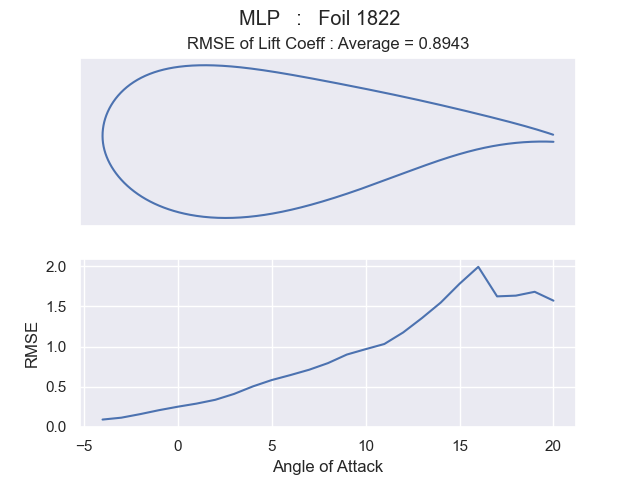 MLP   :   Foil 1822
RMSE of Lift Coeff : Average = 0.8943
2.0
1.5
1.0
0.5
0.0
RMSE
−5 0 5 10 15 20
Angle of Attack